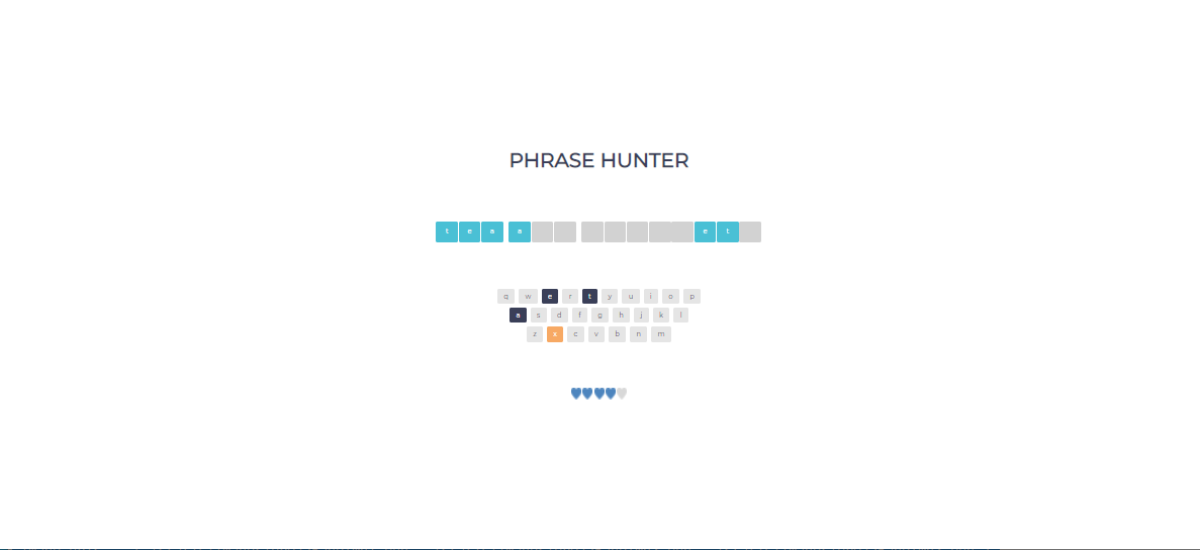 PHRASE HUNTER
t e a a e t
q w e r t y u i o p
a s d f g h j k l
z x c v b n m